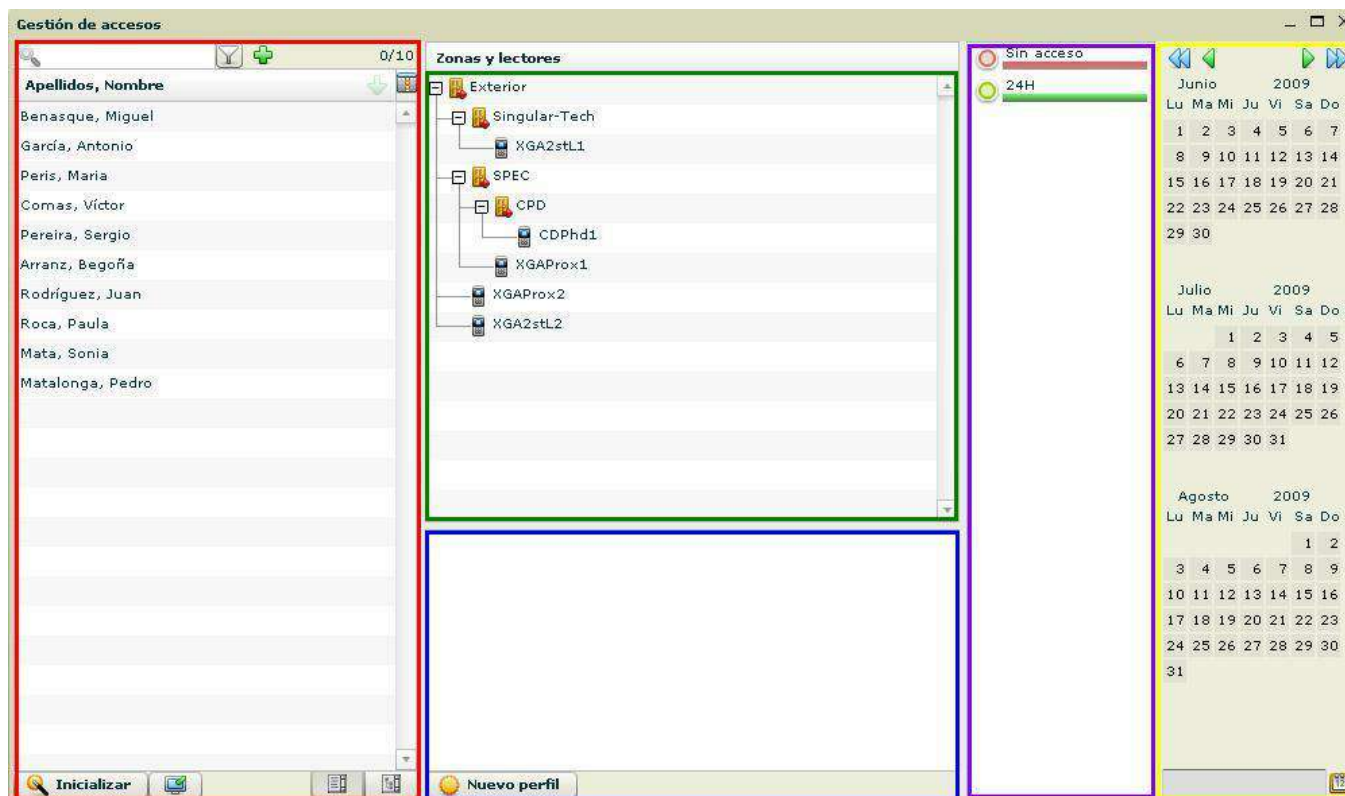 Gestión de accesos
0/10
Apellidos, Nombre
Benasque, Miguel
García, Antonio
Peris, Maria
Comas, Víctor
Pereira, Sergio
Arranz, Begoña
Rodríguez, Juan
Roca, Paula
Mata, Sonia
Matalonga, Pedro
Inicializar
Zonas y lectores
Exterior
Singular-Tech
XGA2stL1
SPEC
CPD
CDPhd1
XGAProx1
XGAProx2
XGA2stL2
Nuevo perfil
Sin acceso
24H
Junio 2009
Lu Ma Mi Ju Vi Sa Do
1 2 3 4 5 6 7
8 9 10 11 12 13 14
15 16 17 18 19 20 21
22 23 24 25 26 27 28
29 30
Julio 2009
Lu Ma Mi Ju Vi Sa Do
1 2 3 4 5
6 7 8 9 10 11 12
13 14 15 16 17 18 19
20 21 22 23 24 25 26
27 28 29 30 31
Agosto 2009
Lu Ma Mi Ju Vi Sa Do
1 2
3 4 5 6 7 8 9
10 11 12 13 14 15 16
17 18 19 20 21 22 23
24 25 26 27 28 29 30
31